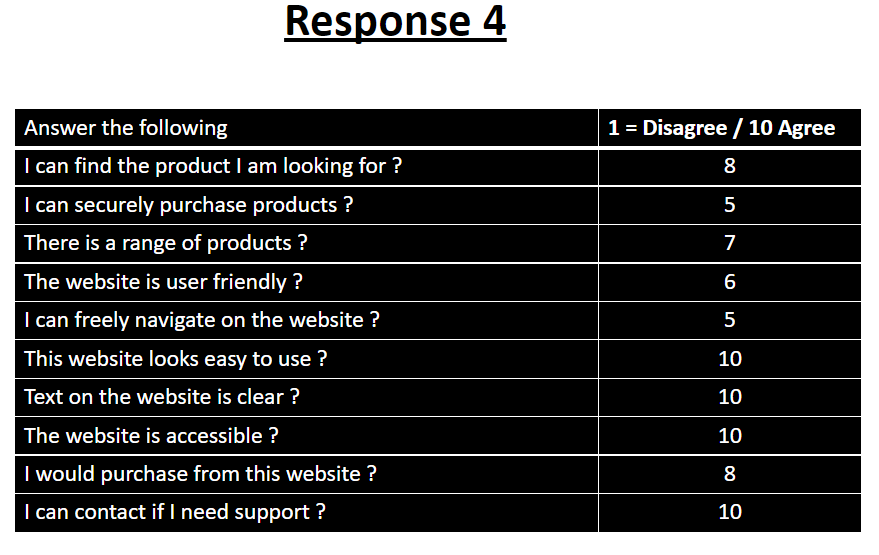 Response 4
Answer the following 1 = Disagree / 10 Agree
I can find the product I am looking for ? 8
I can securely purchase products ? 5
There is a range of products ? 7
The website is user friendly ? 6
I can freely navigate on the website ? 5
This website looks easy to use ? 10
Text on the website is clear ? 10
The website is accessible ? 10
I would purchase from this website ? 8
I can contact if I need support ? 10